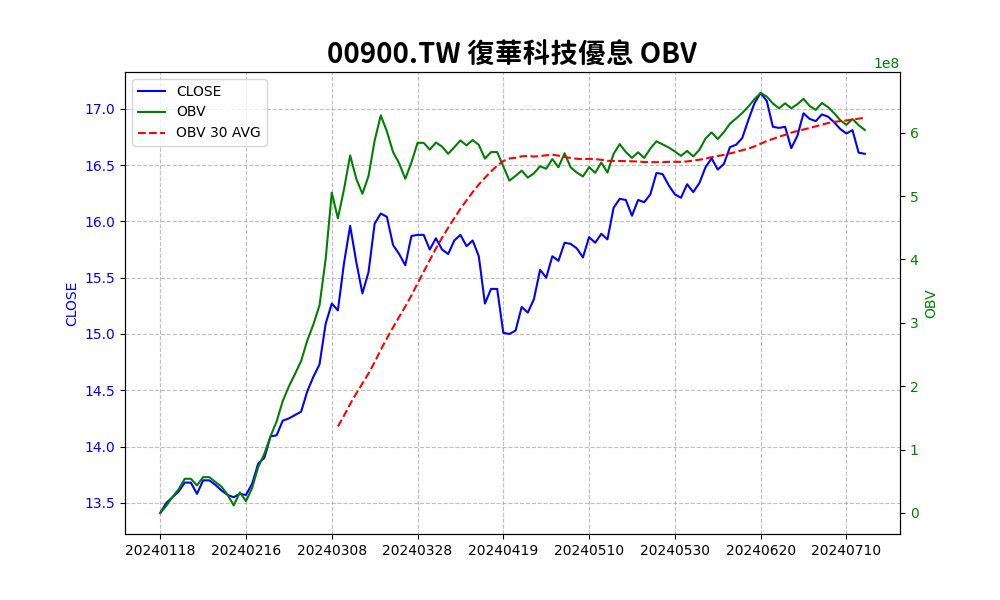 00900.TW 復華科技優息 OBV
1e8
CLOSE
OBV
OBV 30 AVG
17.0
16.5
16.0
15.5
15.0
14.5
14.0
13.5
CLOSE
6
5
4
3
2
1
0
OBV
20240118 20240216 20240308 20240328 20240419 20240510 20240530 20240620 20240710